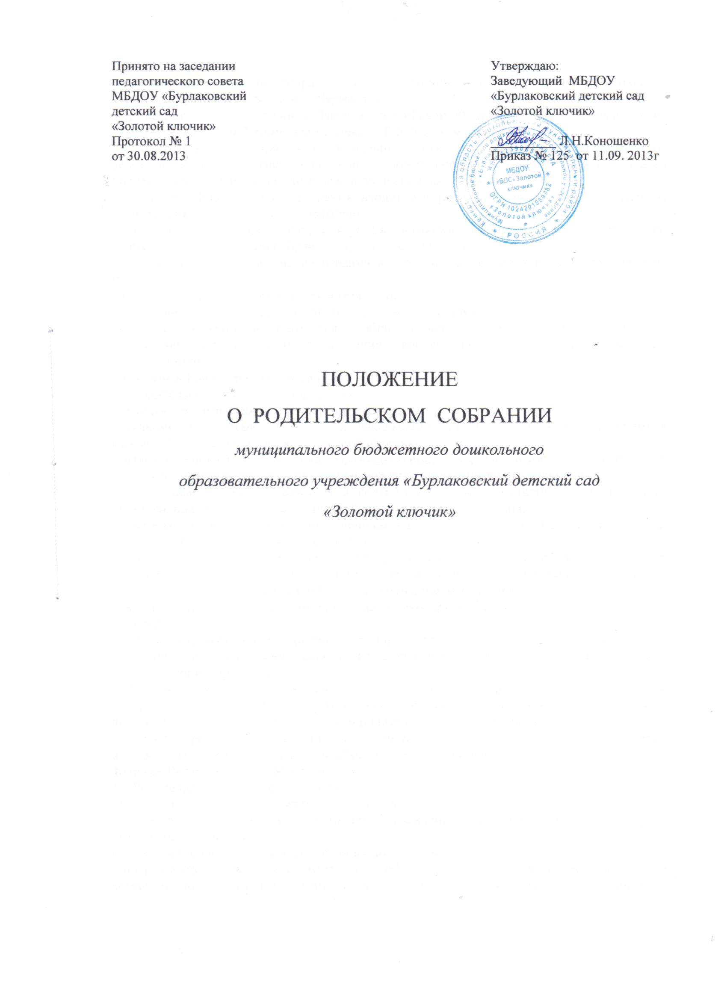 Принято на заседании
педагогического совета
МБДОУ «Бурлаковский
детский сад
«Золотой ключик»
Протокол № 1
от 30.08.2013
Утверждаю:
Заведующий  МБДОУ
«Бурлаковский детский сад
«Золотой ключик»
Л.Н.Коношенко
Приказ № 125  от 11.09. 2013г
МБДОУ
«БДС«Золотой
ключик»
ОГРН 1024201889062
«Золотой ключик»
РОССИЯ
ПОЛОЖЕНИЕ
О  РОДИТЕЛЬСКОМ  СОБРАНИИ
муниципального бюджетного дошкольного
образовательного учреждения «Бурлаковский детский сад
«Золотой ключик»